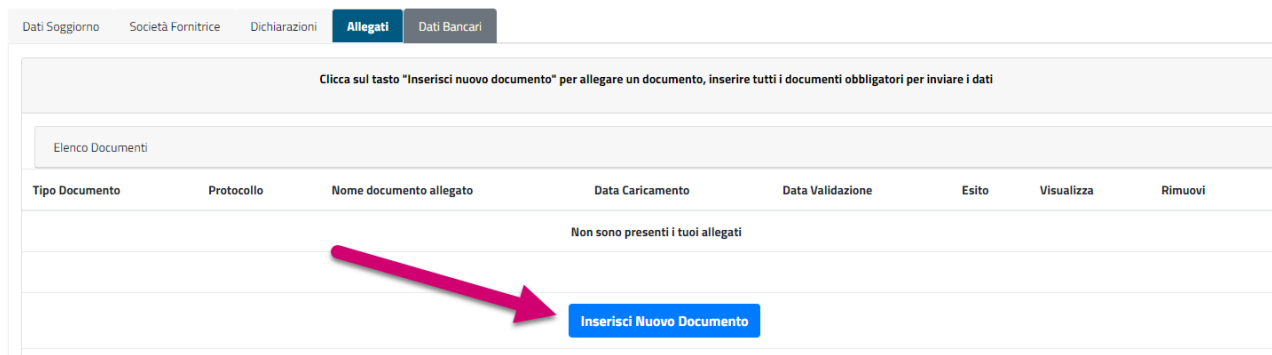 Dati Soggiorno Società Fornitrice Dichiarazioni Allegati Dati Bancari
Clicca sul tasto "Inserisci nuovo documento" per allegare un documento, inserire tutti i documenti obbligatori per inviare i dati
Elenco Documenti
Tipo Documento Protocollo Nome documento allegato Data Caricamento Data Validazione Esito Visualizza Rimuovi
Non sono presenti i tuoi allegati
Inserisci Nuovo Documento